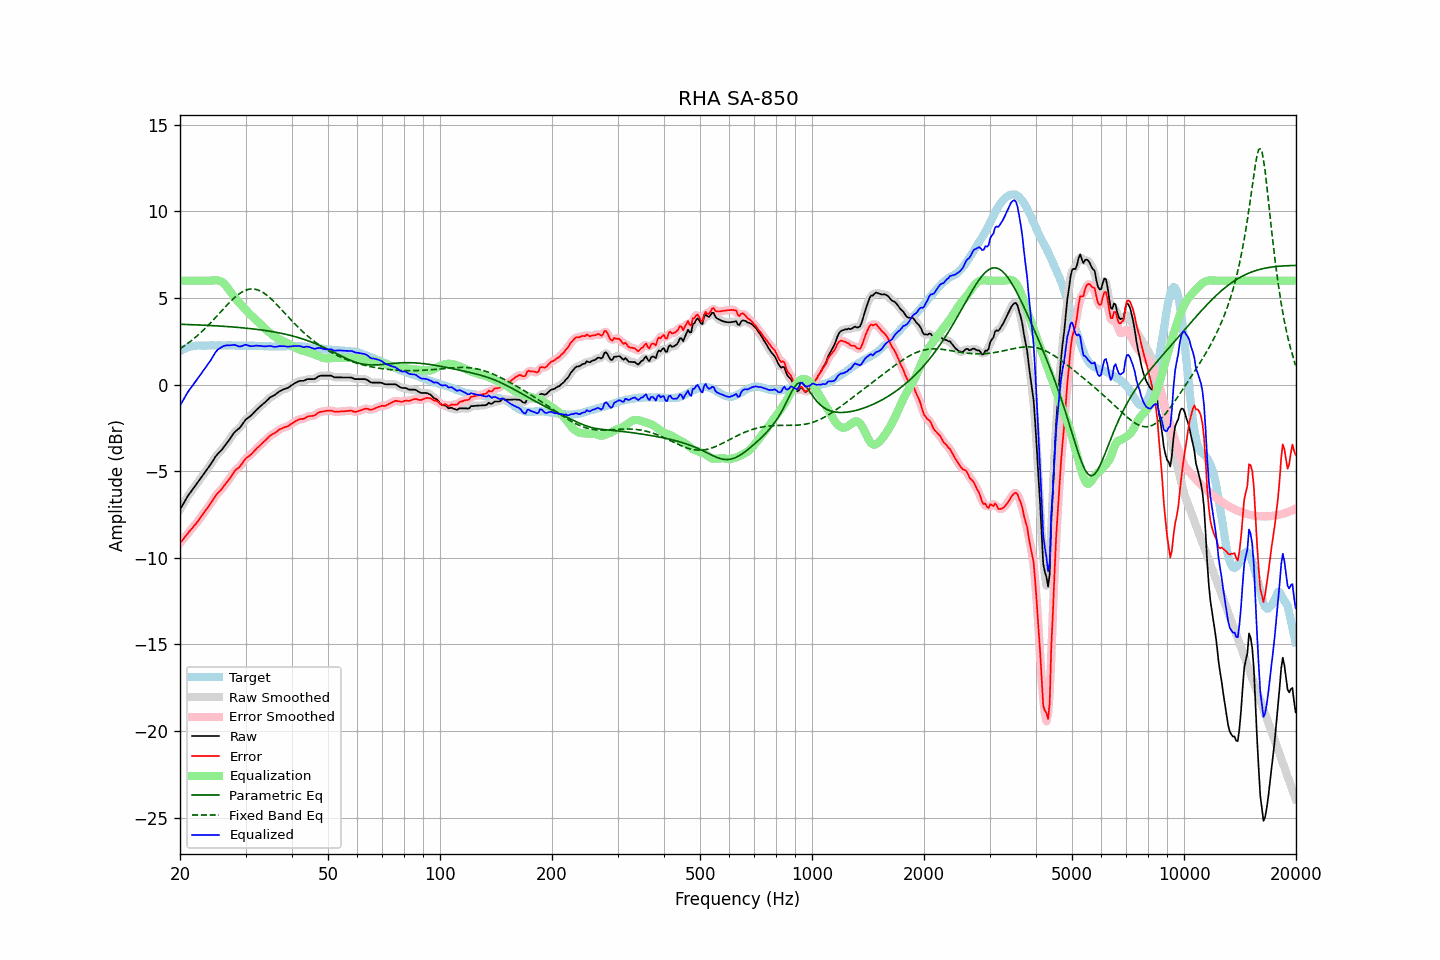 RHA SA-850
Amplitude (dBr)
15
10
5
0
−5
−10
−15
−20
−25
Target
Raw Smoothed
Error Smoothed
Raw
Error
Equalization
Parametric Eq
Fixed Band Eq
Equalized
20 50 100 200 500 1000 2000 5000 10000 20000
Frequency (Hz)